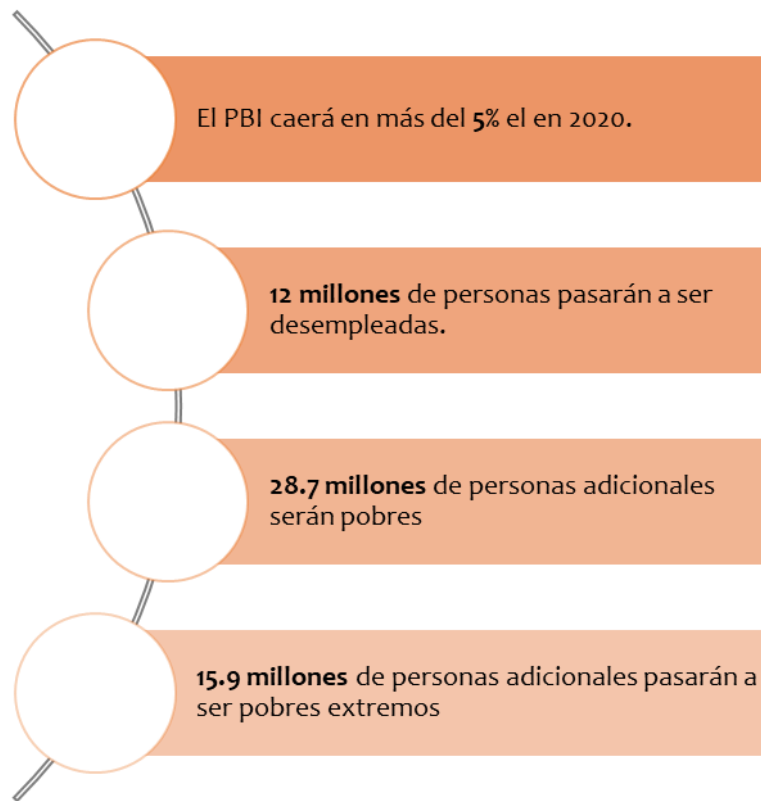 El PBI caerá en más del 5% el en 2020.
12 millones de personas pasarán a ser
desempleadas.
28.7 millones de personas adicionales
serán pobres
15.9 millones de personas adicionales pasarán a
ser pobres extremos